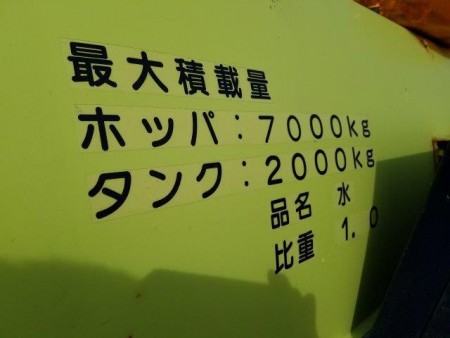 最大積載量
ホッパ：7000kg
タンク：2000kg
品名 水
比重 1.0